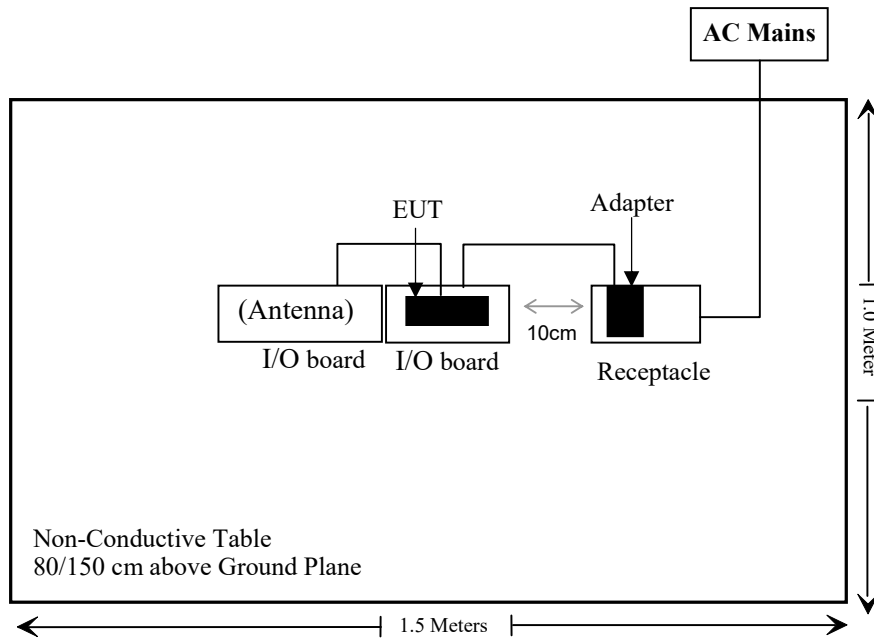 AC Mains
EUT
Adapter
(Antenna)
I/O board
I/O board
10cm
Receptacle
1.0 Meter
Non-Conductive Table
80/150 cm above Ground Plane
1.5 Meters